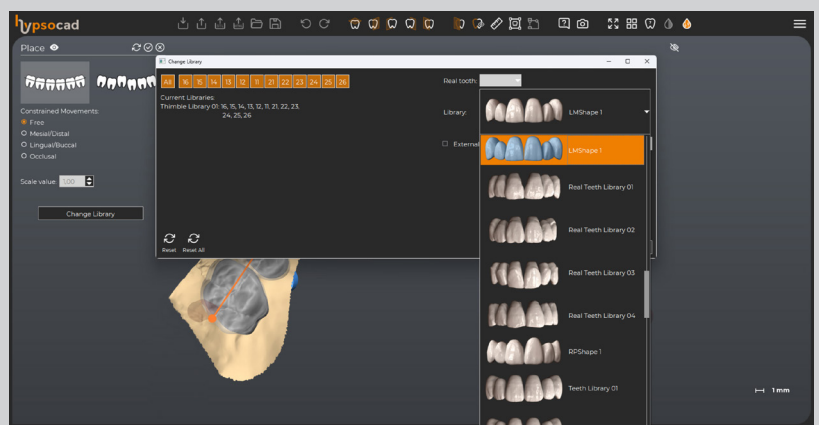 hypsocad
Place
Change Library
Constrained Movements:
Free
Mesial/Distal
Lingual/Buccal
Occlusal
Scale value: 1.00
Change Library
All 16 15 14 13 12 11 21 22 23 24 25 26
Current Libraries:
Thimble Library 01: 16, 15, 14, 13, 12, 11, 21, 22, 23,
24, 25, 26
Reset Reset All
Real tooth:
Library:
LMShape 1
External
LMShape 1
Real Teeth Library 01
Real Teeth Library 02
Real Teeth Library 03
Real Teeth Library 04
RPShape 1
Teeth Library 01
1 mm